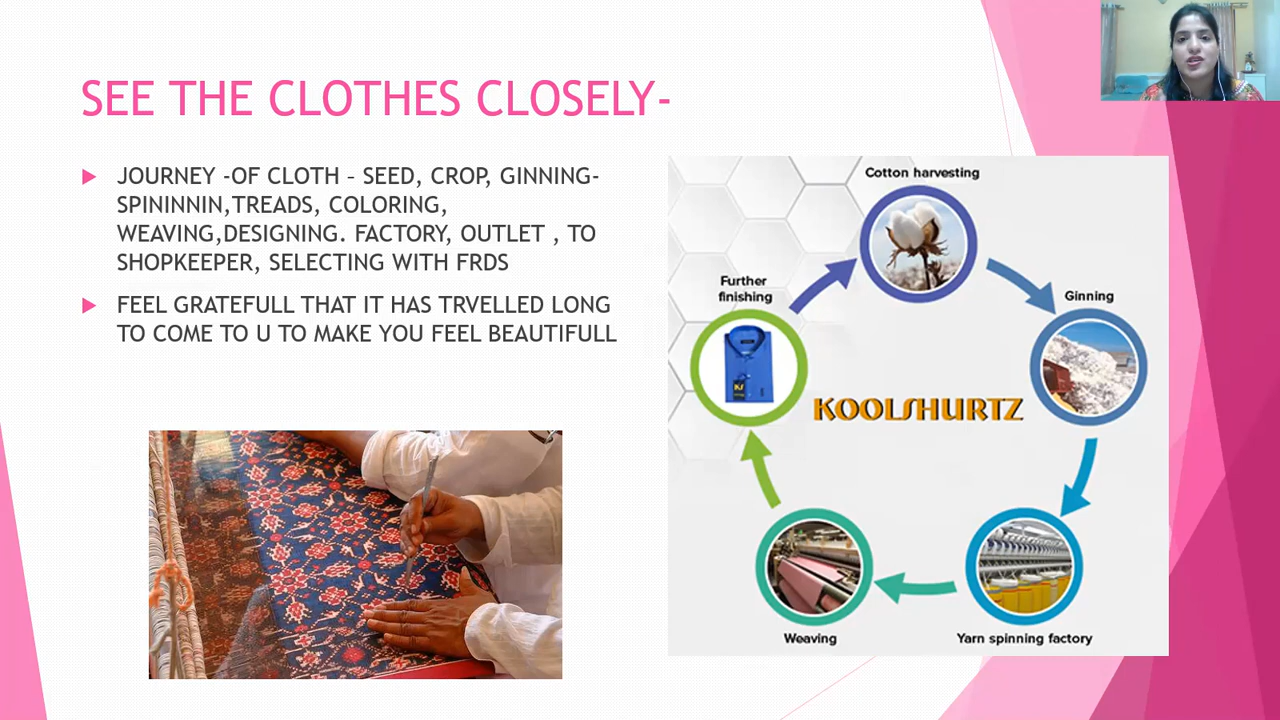 SEE THE CLOTHES CLOSELY-
JOURNEY -OF CLOTH – SEED, CROP, GINNING-
SPININNIN,TREADS, COLORING,
WEAVING,DESIGNING. FACTORY, OUTLET , TO
SHOPKEEPER, SELECTING WITH FRDS
FEEL GRATEFULL THAT IT HAS TRVELLED LONG
TO COME TO U TO MAKE YOU FEEL BEAUTIFULL
Cotton harvesting
Further
finishing
Ginning
KOOLSHURTZ
Weaving
Yarn spinning factory